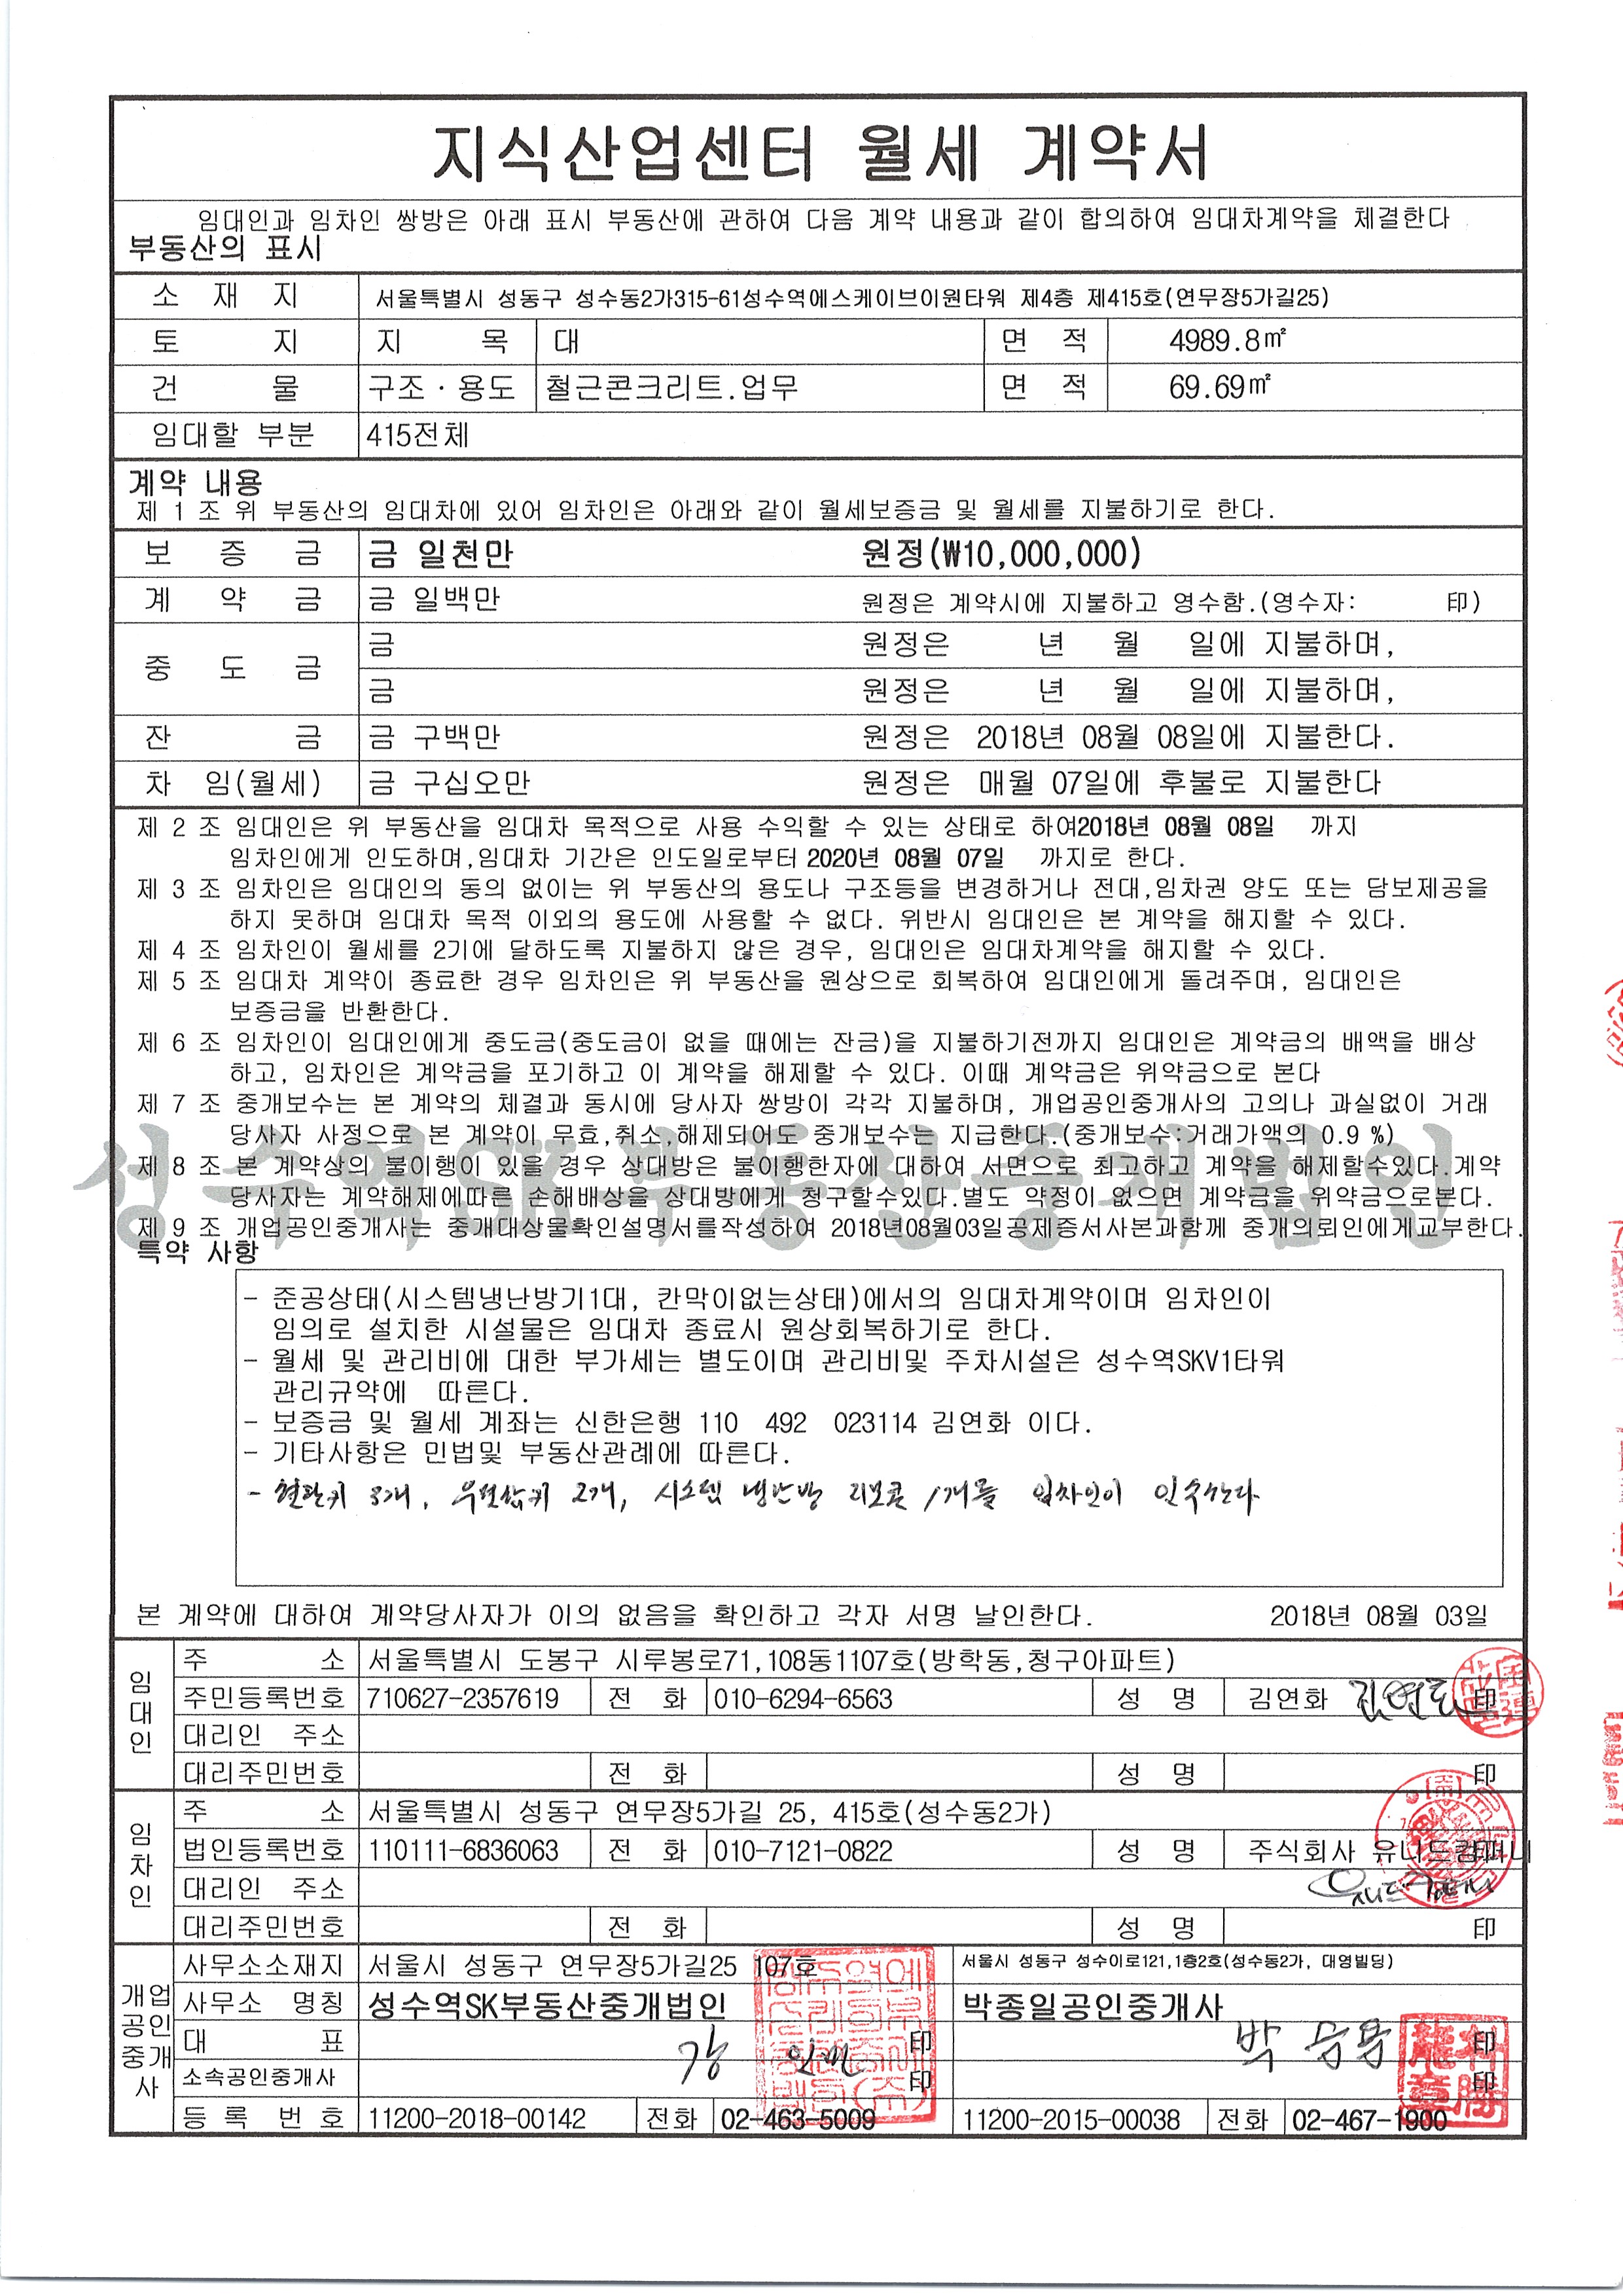 지식산업센터 월세 계약서
임대인과 임차인 쌍방은 아래 표시 부동산에 관하여 다음 계약 내용과 같이 합의하여 임대차계약을 체결한다
부동산의 표시
소 재 지 서울특별시 성동구 성수동2가315-61성수역에스케이브이원타워 제4층 제415호(연무장5가길25)
토 지 지 목 대 면 적 4989.8㎡
건 물 구조·용도 철근콘크리트.업무 면 적 69.69㎡
임대할 부분 415전체
계약 내용
제 1 조 위 부동산의 임대차에 있어 임차인은 아래와 같이 월세보증금 및 월세를 지불하기로 한다.
보 증 금 금 일천만 원정(₩10,000,000)
계 약 금 금 일백만 원정은 계약시에 지불하고 영수함.(영수자: 印)
중 도 금 금 원정은 년 월 일에 지불하며,
금 원정은 년 월 일에 지불하며,
잔 금 금 구백만 원정은 2018년 08월 08일에 지불한다.
차 임(월세) 금 구십오만 원정은 매월 07일에 후불로 지불한다
제 2 조 임대인은 위 부동산을 임대차 목적으로 사용 수익할 수 있는 상태로 하여2018년 08월 08일 까지
임차인에게 인도하며,임대차 기간은 인도일로부터 2020년 08월 07일 까지로 한다.
제 3 조 임차인은 임대인의 동의 없이는 위 부동산의 용도나 구조등을 변경하거나 전대,임차권 양도 또는 담보제공을
하지 못하며 임대차 목적 이외의 용도에 사용할 수 없다. 위반시 임대인은 본 계약을 해지할 수 있다.
제 4 조 임차인이 월세를 2기에 달하도록 지불하지 않은 경우, 임대인은 임대차계약을 해지할 수 있다.
제 5 조 임대차 계약이 종료한 경우 임차인은 위 부동산을 원상으로 회복하여 임대인에게 돌려주며, 임대인은
보증금을 반환한다.
제 6 조 임차인이 임대인에게 중도금(중도금이 없을 때에는 잔금)을 지불하기전까지 임대인은 계약금의 배액을 배상
하고, 임차인은 계약금을 포기하고 이 계약을 해제할 수 있다. 이때 계약금은 위약금으로 본다
제 7 조 중개보수는 본 계약의 체결과 동시에 당사자 쌍방이 각각 지불하며, 개업공인중개사의 고의나 과실없이 거래
당사자 사정으로 본 계약이 무효,취소,해제되어도 중개보수는 지급한다.(중개보수:거래가액의 0.9 %)
성수역SK부동산중개법인
제 8 조 본 계약상의 불이행이 있을 경우 상대방은 불이행한자에 대하여 서면으로 최고하고 계약을 해제할수있다.계약
당사자는 계약해제에따른 손해배상을 상대방에게 청구할수있다.별도 약정이 없으면 계약금을 위약금으로본다.
제 9 조 개업공인중개사는 중개대상물확인설명서를작성하여 2018년08월03일공제증서사본과함께 중개의뢰인에게교부한다.
특약 사항
- 준공상태(시스템냉난방기1대, 칸막이없는상태)에서의 임대차계약이며 임차인이
임의로 설치한 시설물은 임대차 종료시 원상회복하기로 한다.
- 월세 및 관리비에 대한 부가세는 별도이며 관리비및 주차시설은 성수역SKV1타워
관리규약에 따른다.
- 보증금 및 월세 계좌는 신한은행 110 492 023114 김연화 이다.
- 기타사항은 민법및 부동산관례에 따른다.
- 현관키 3개, 우편함키 2개, 시스템 냉난방 리모콘 1개를 임차인이 인수한다
본 계약에 대하여 계약당사자가 이의 없음을 확인하고 각자 서명 날인한다. 2018년 08월 03일
임대인 주 소 서울특별시 도봉구 시루봉로71,108동1107호(방학동,청구아파트)
주민등록번호 710627-2357619 전 화 010-6294-6563 성 명 김연화 김연화 印
대리인 주소
대리주민번호 전 화 성 명 印
임차인 주 소 서울특별시 성동구 연무장5가길 25, 415호(성수동2가)
법인등록번호 110111-6836063 전 화 010-7121-0822 성 명 주식회사 유니드컴퍼니
대리인 주소
대리주민번호 전 화 성 명 印
개업공인중개사 사무소소재지 서울시 성동구 연무장5가길25 107호 서울시 성동구 성수이로121,1층2호(성수동2가, 대영빌딩)
사무소 명칭 성수역SK부동산중개법인 박종일공인중개사
대 표 강 印 박 승용 印
소속공인중개사 印 印
등 록 번 호 11200-2018-00142 전화 02-463-5009 11200-2015-00038 전화 02-467-1900